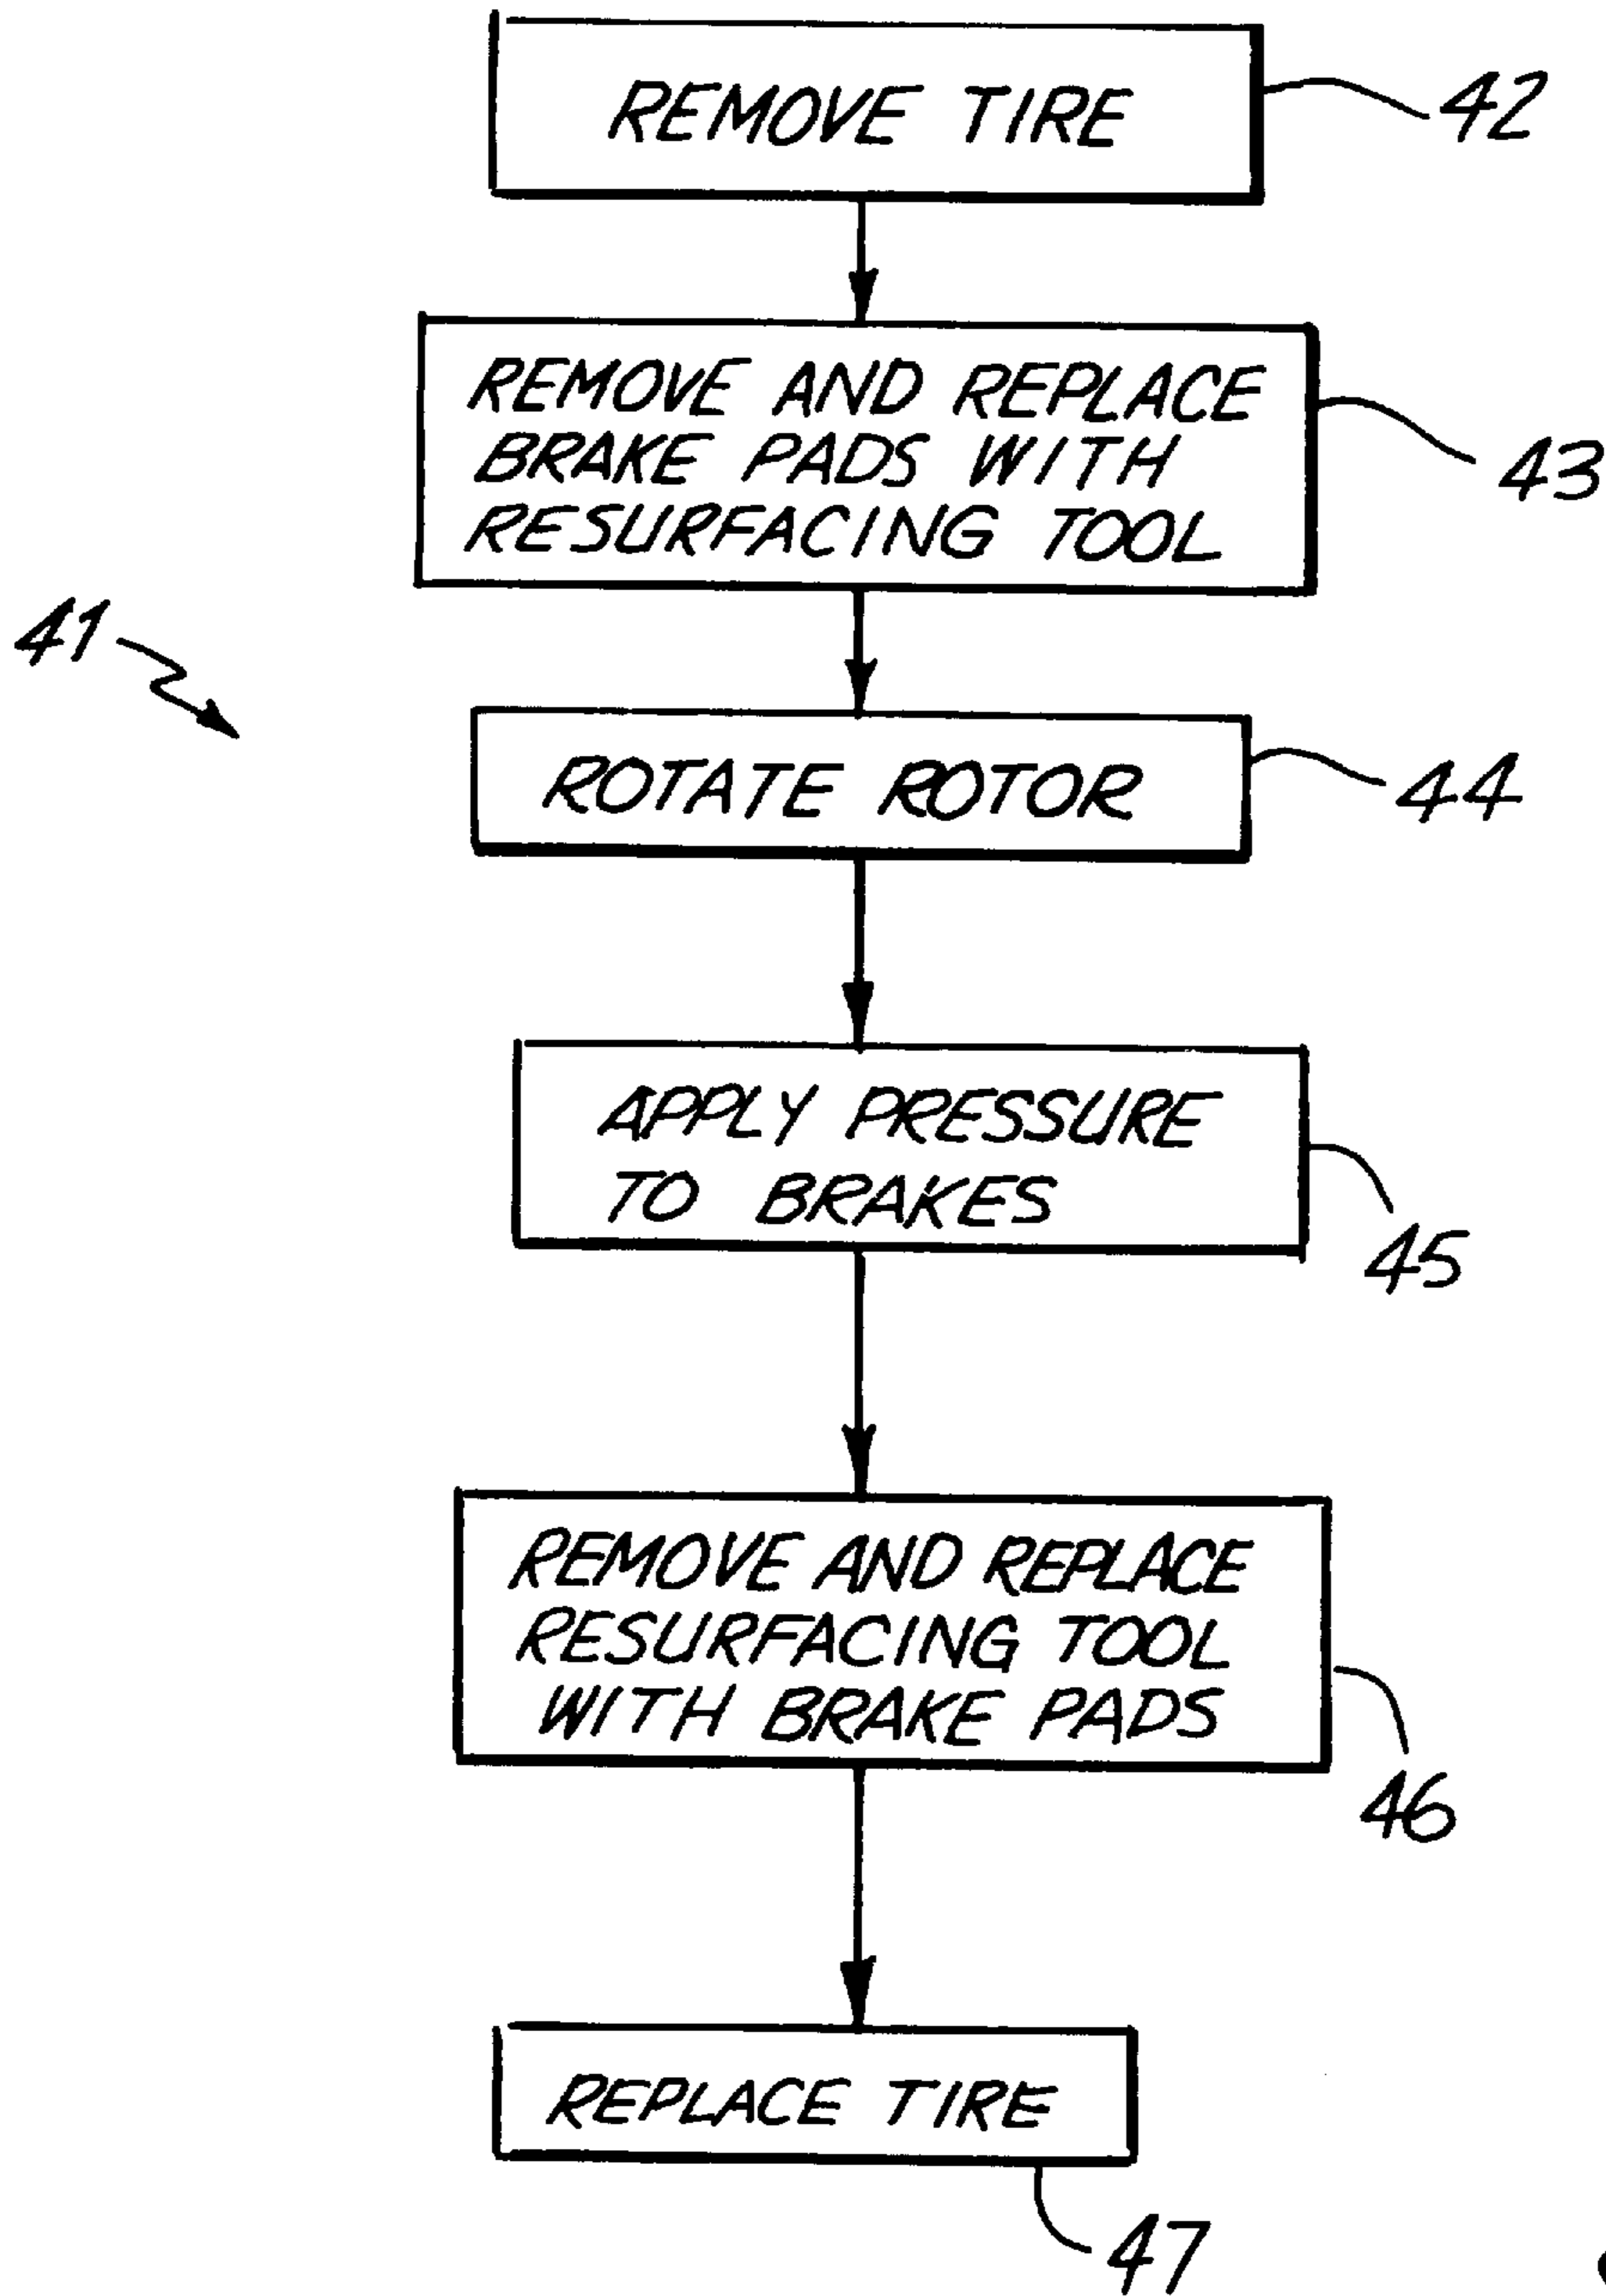 REMOVE TIRE
42
REMOVE AND REPLACE
BRAKE PADS WITH
RESURFACING TOOL
43
41
ROTATE ROTOR
44
APPLY PRESSURE
TO BRAKES
45
REMOVE AND REPLACE
RESURFACING TOOL
WITH BRAKE PADS
46
REPLACE TIRE
47